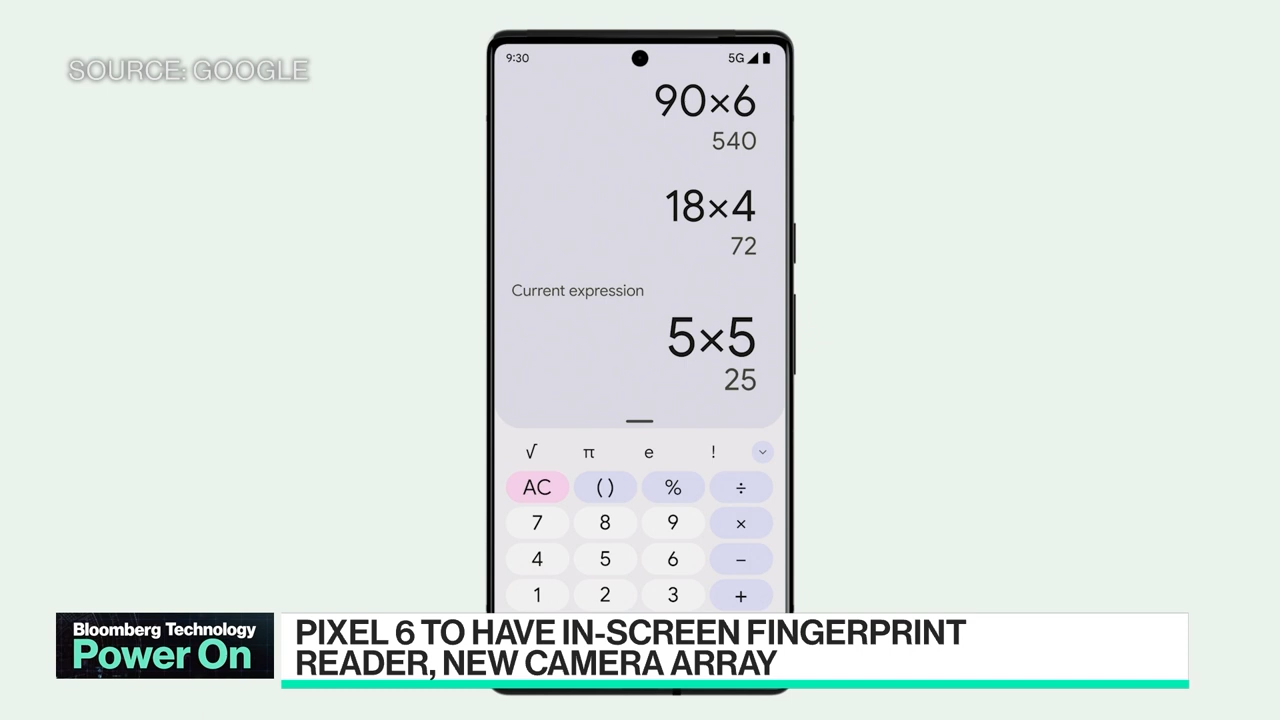 SOURCE: GOOGLE
9:30
5G
90×6
540
18×4
72
Current expression
5×5
25
√ π e !
AC ( ) % ÷
7 8 9 ×
4 5 6 −
1 2 3 +
Bloomberg Technology
Power On
PIXEL 6 TO HAVE IN-SCREEN FINGERPRINT
READER, NEW CAMERA ARRAY